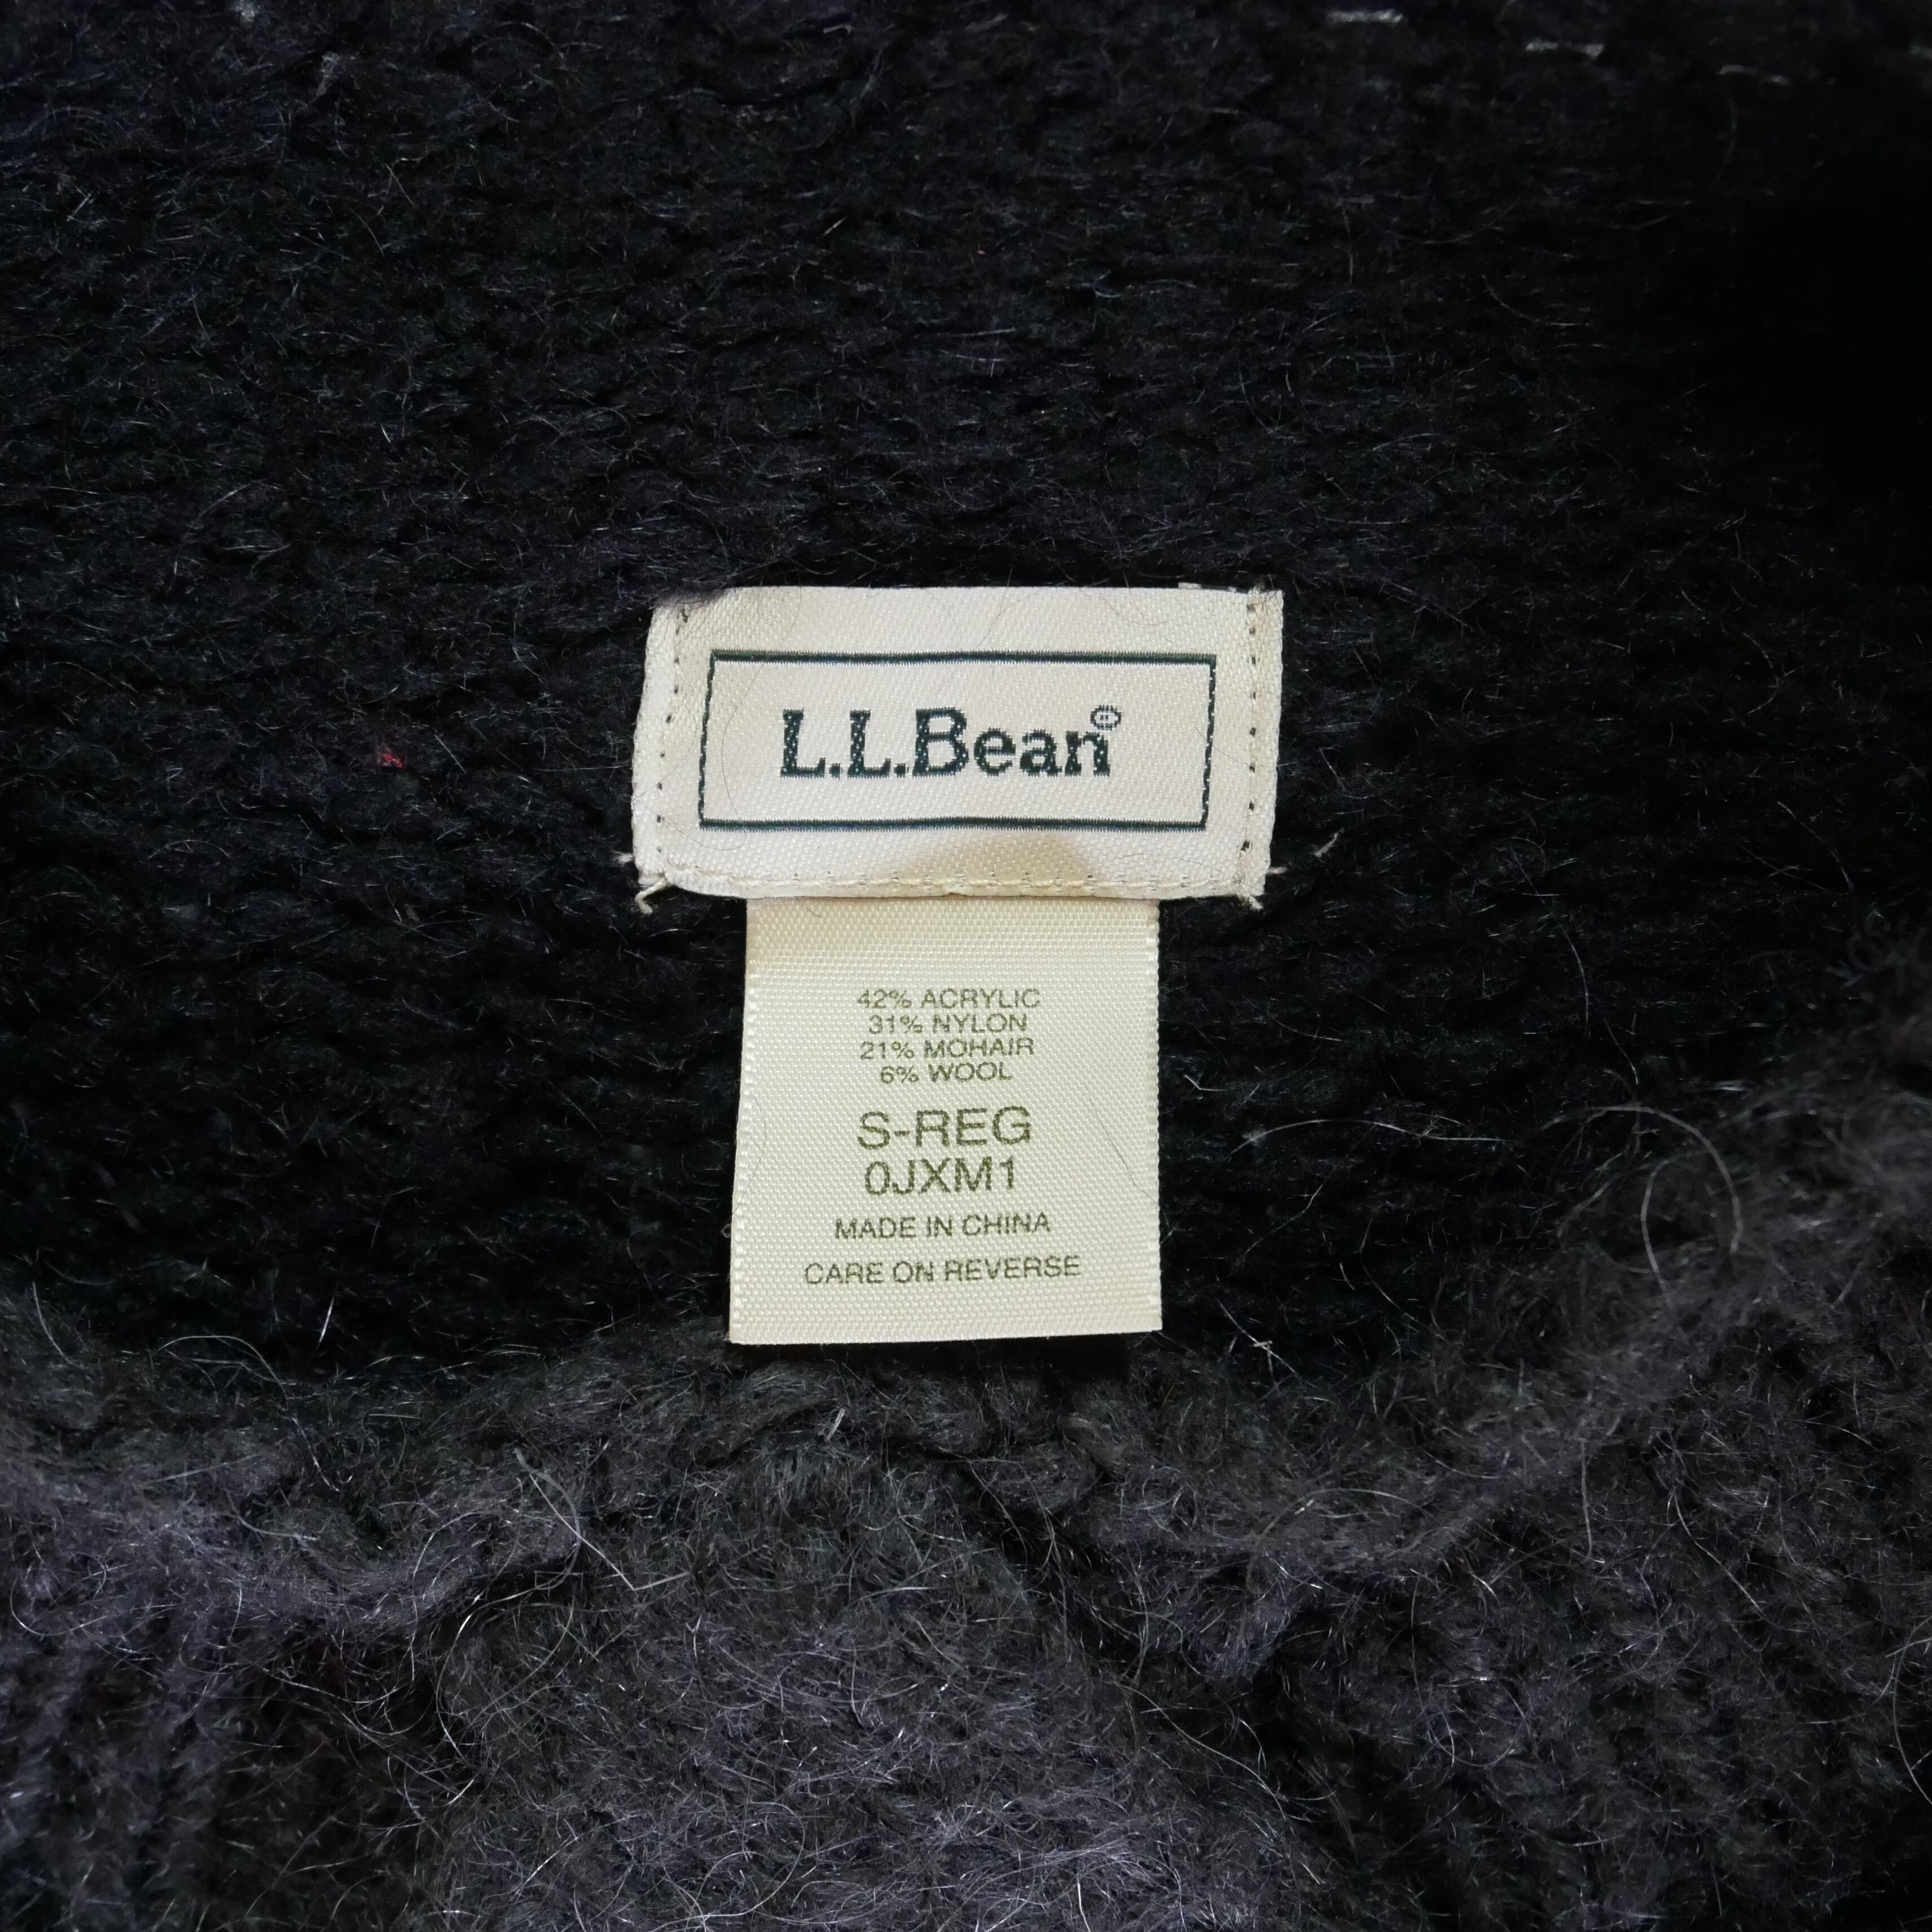 L.L.Bean®
42% ACRYLIC
31% NYLON
21% MOHAIR
6% WOOL
S-REG
0JXM1
MADE IN CHINA
CARE ON REVERSE